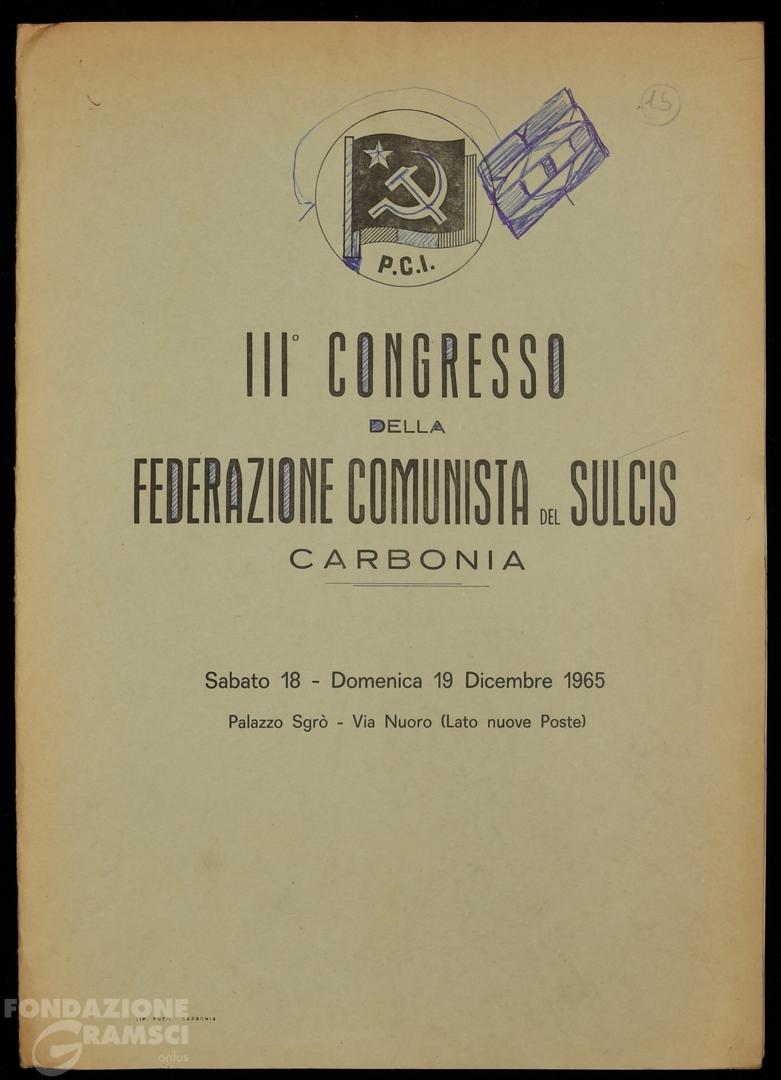 15
P.C.I.
III° CONGRESSO
DELLA
FEDERAZIONE COMUNISTA DEL SULCIS
CARBONIA
Sabato 18 - Domenica 19 Dicembre 1965
Palazzo Sgrò - Via Nuoro (Lato nuove Poste)
CARBONIA
FONDAZIONE
GRAMSCI
onlus